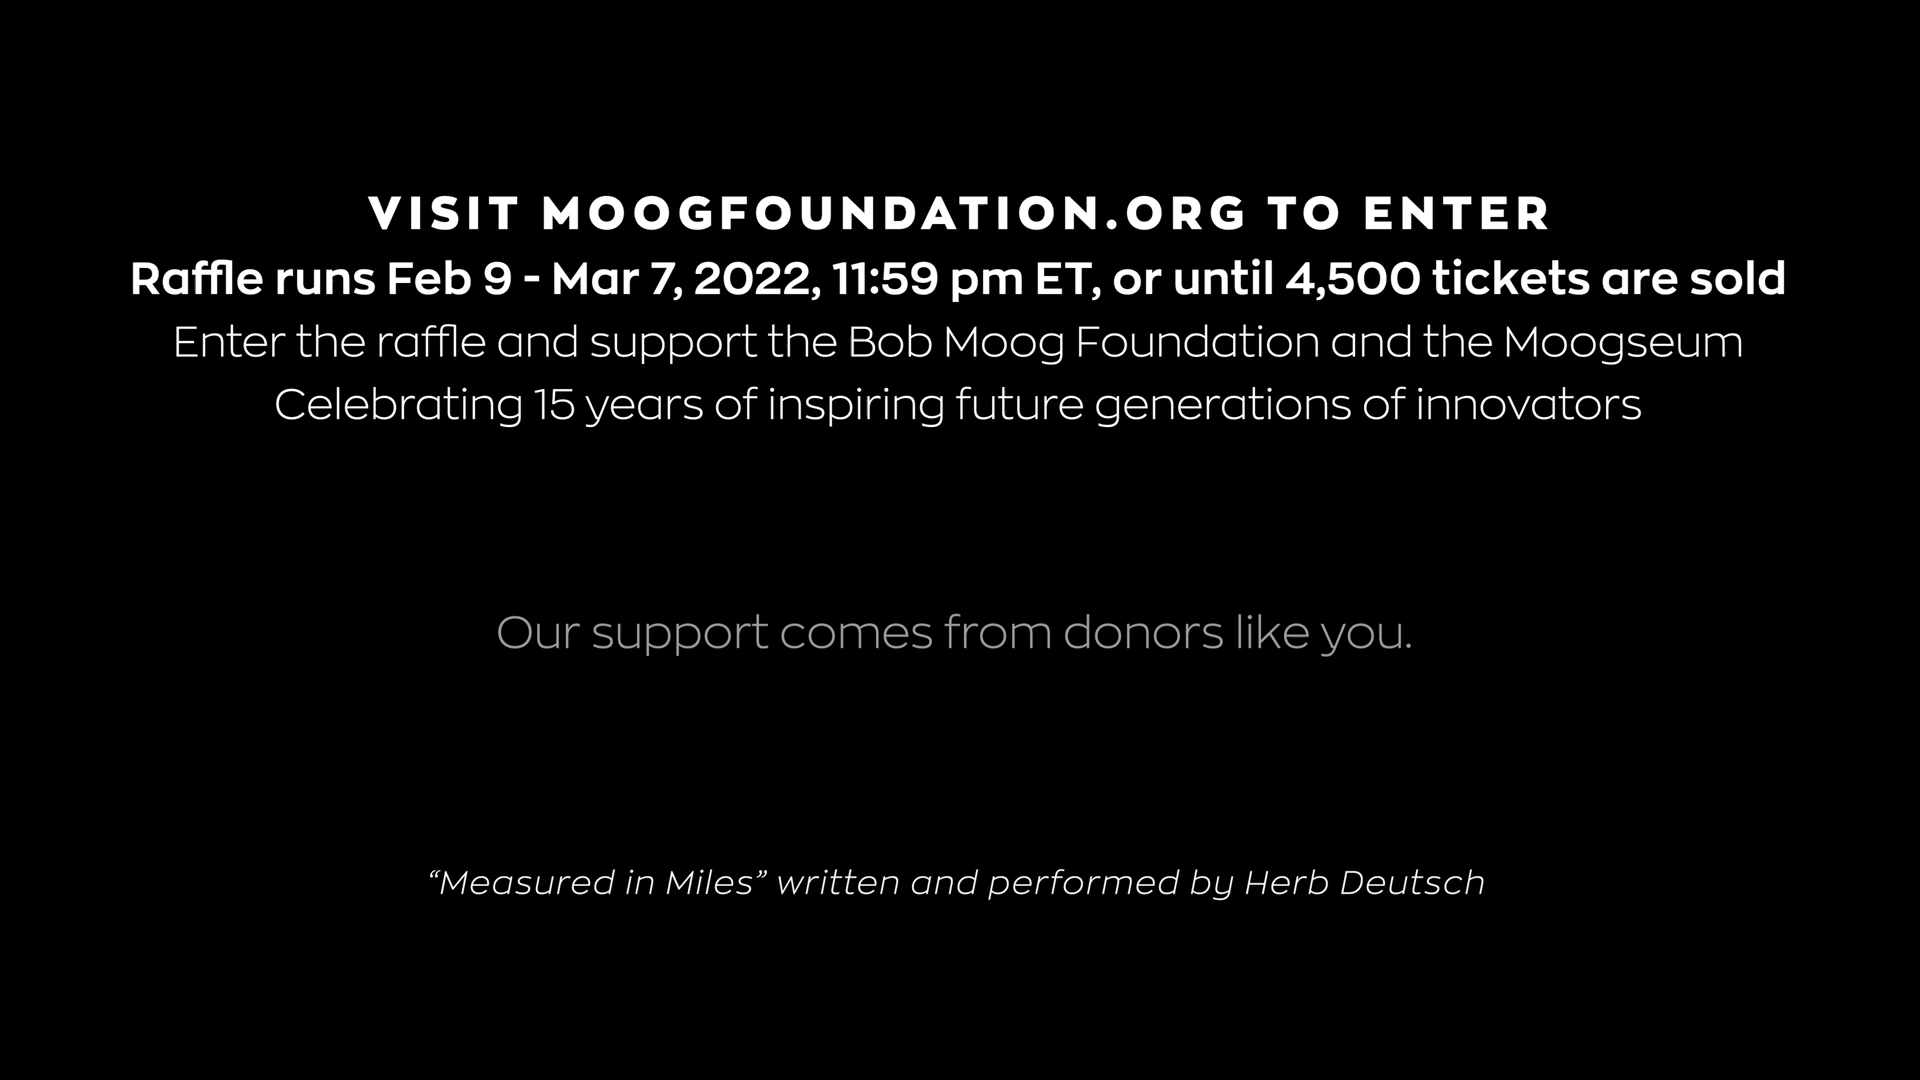 VISIT MOOGFOUNDATION.ORG TO ENTER
Raffle runs Feb 9 - Mar 7, 2022, 11:59 pm ET, or until 4,500 tickets are sold
Enter the raffle and support the Bob Moog Foundation and the Moogseum
Celebrating 15 years of inspiring future generations of innovators
Our support comes from donors like you.
“Measured in Miles” written and performed by Herb Deutsch